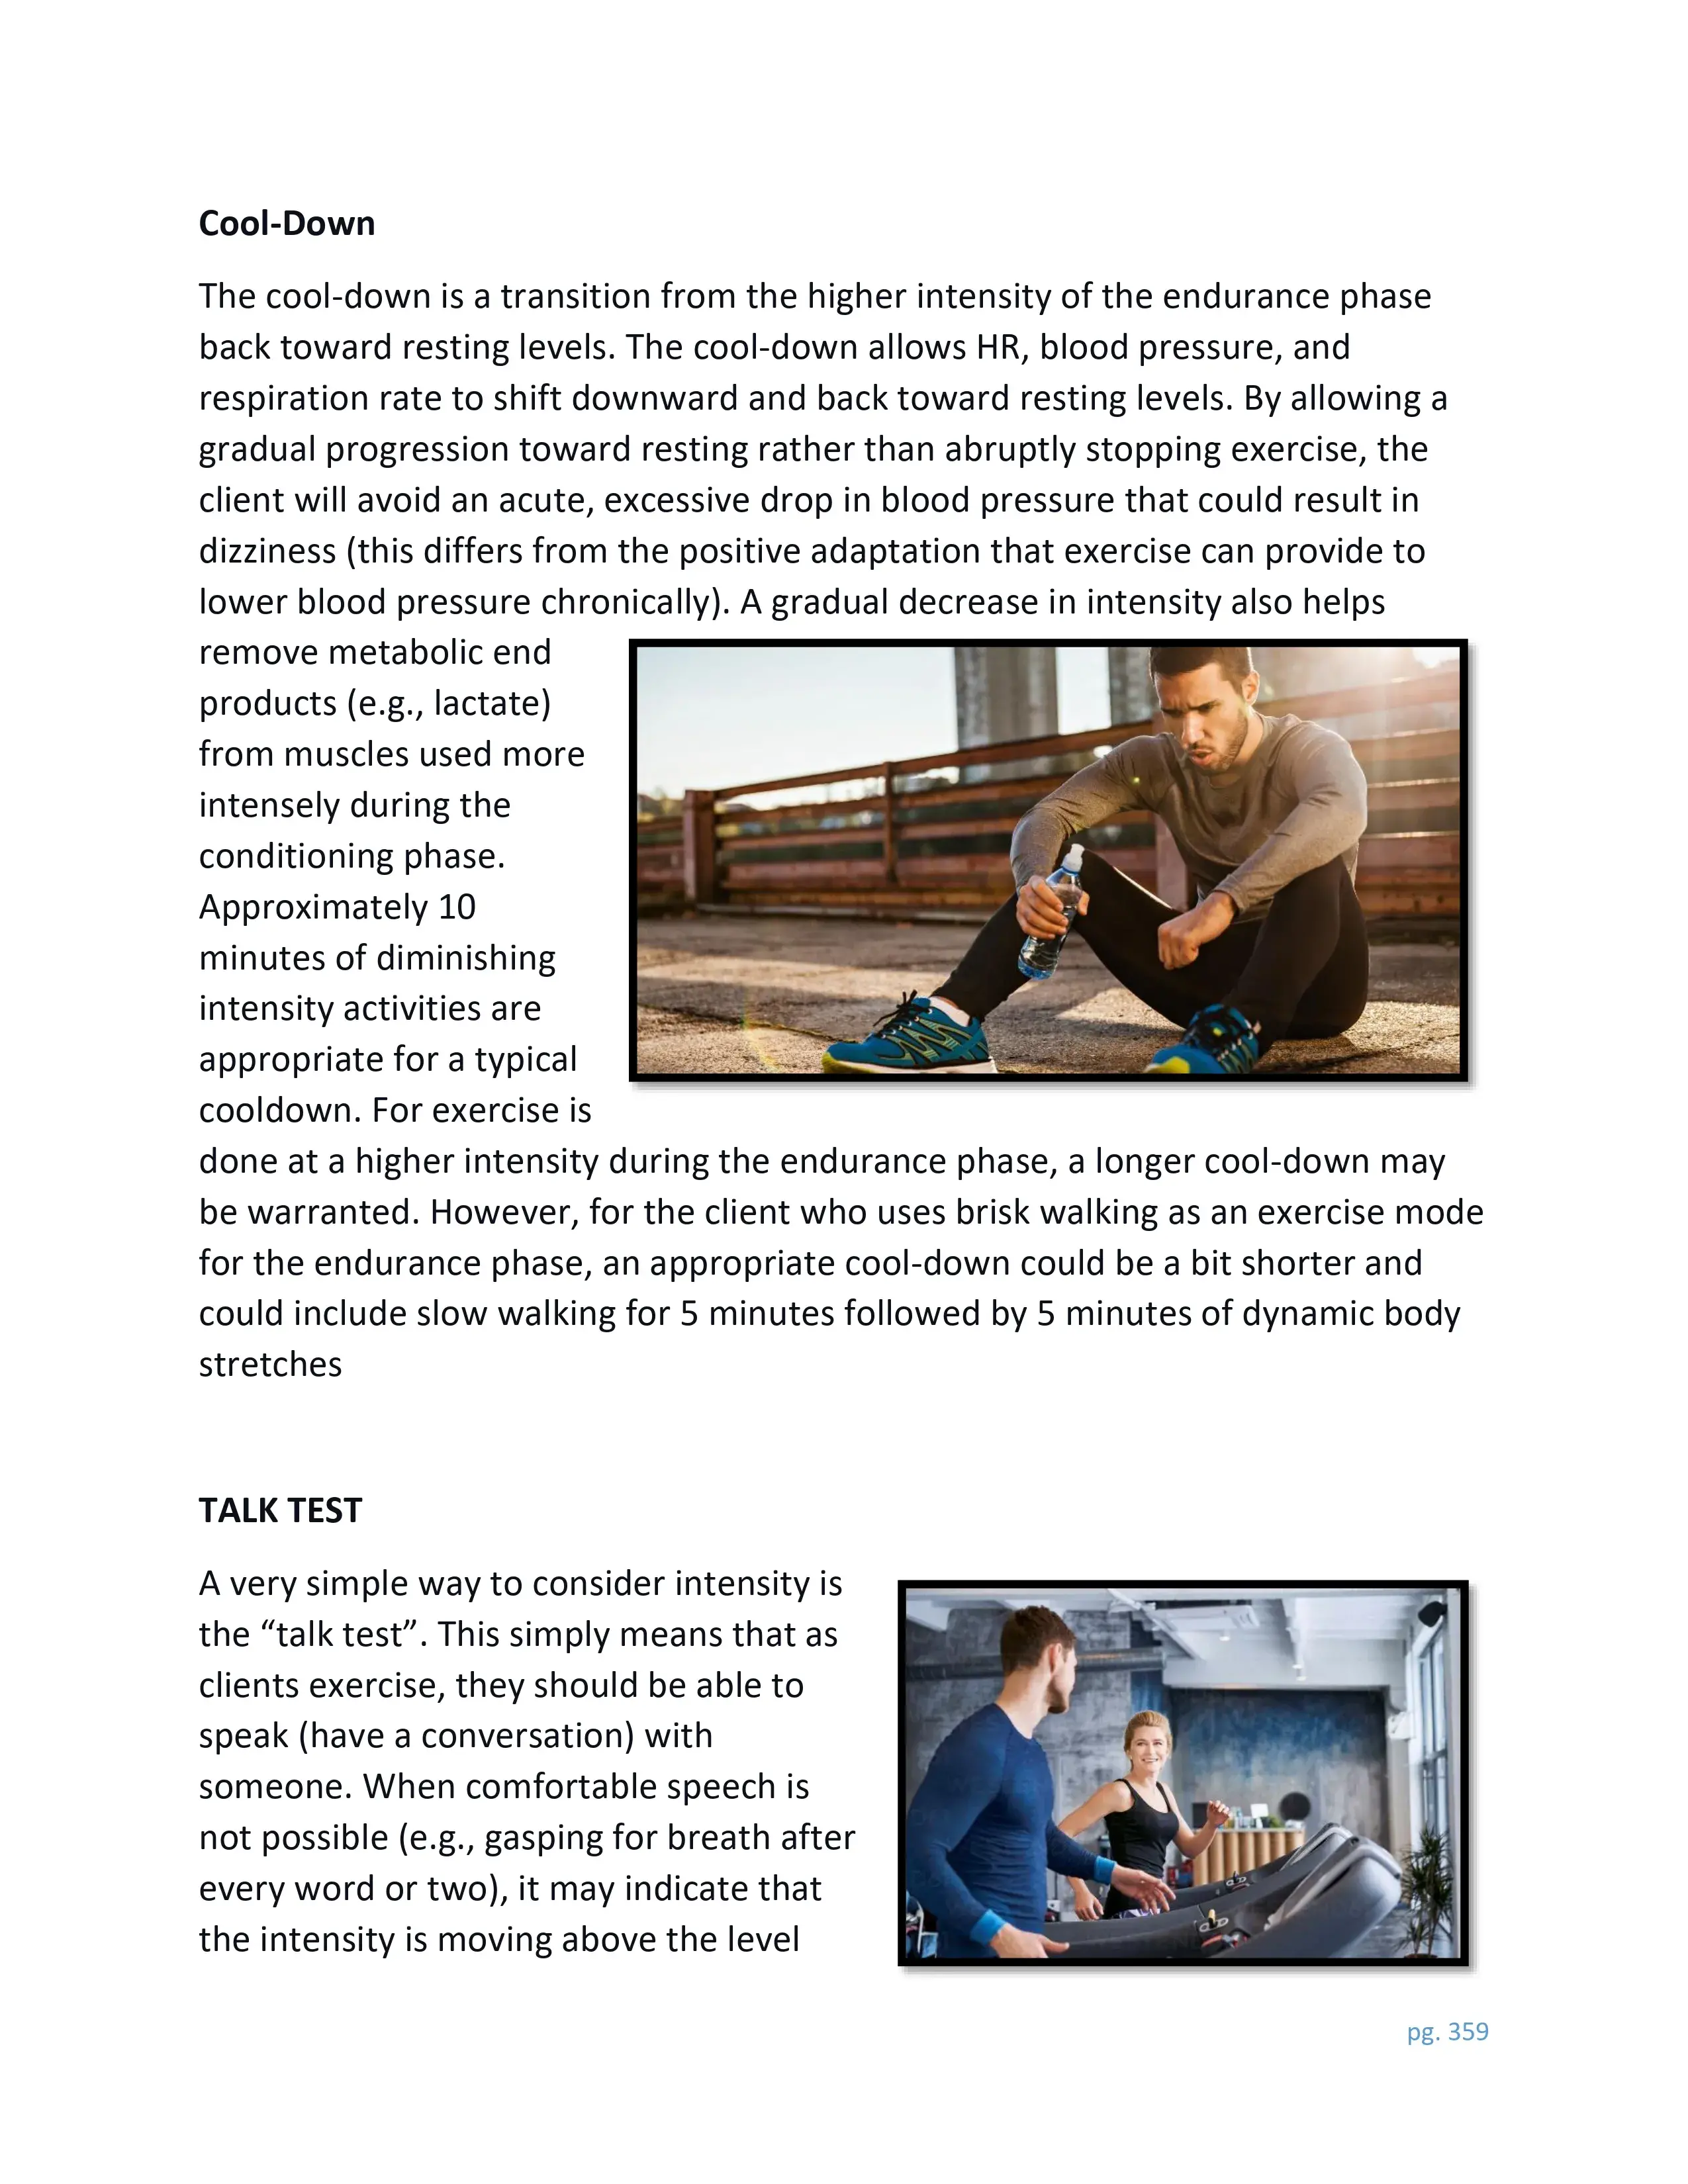 Cool-Down
The cool-down is a transition from the higher intensity of the endurance phase
back toward resting levels. The cool-down allows HR, blood pressure, and
respiration rate to shift downward and back toward resting levels. By allowing a
gradual progression toward resting rather than abruptly stopping exercise, the
client will avoid an acute, excessive drop in blood pressure that could result in
dizziness (this differs from the positive adaptation that exercise can provide to
lower blood pressure chronically). A gradual decrease in intensity also helps
remove metabolic end
products (e.g., lactate)
from muscles used more
intensely during the
conditioning phase.
Approximately 10
minutes of diminishing
intensity activities are
appropriate for a typical
cooldown. For exercise is
done at a higher intensity during the endurance phase, a longer cool-down may
be warranted. However, for the client who uses brisk walking as an exercise mode
for the endurance phase, an appropriate cool-down could be a bit shorter and
could include slow walking for 5 minutes followed by 5 minutes of dynamic body
stretches
TALK TEST
A very simple way to consider intensity is
the “talk test”. This simply means that as
clients exercise, they should be able to
speak (have a conversation) with
someone. When comfortable speech is
not possible (e.g., gasping for breath after
every word or two), it may indicate that
the intensity is moving above the level
pg. 359